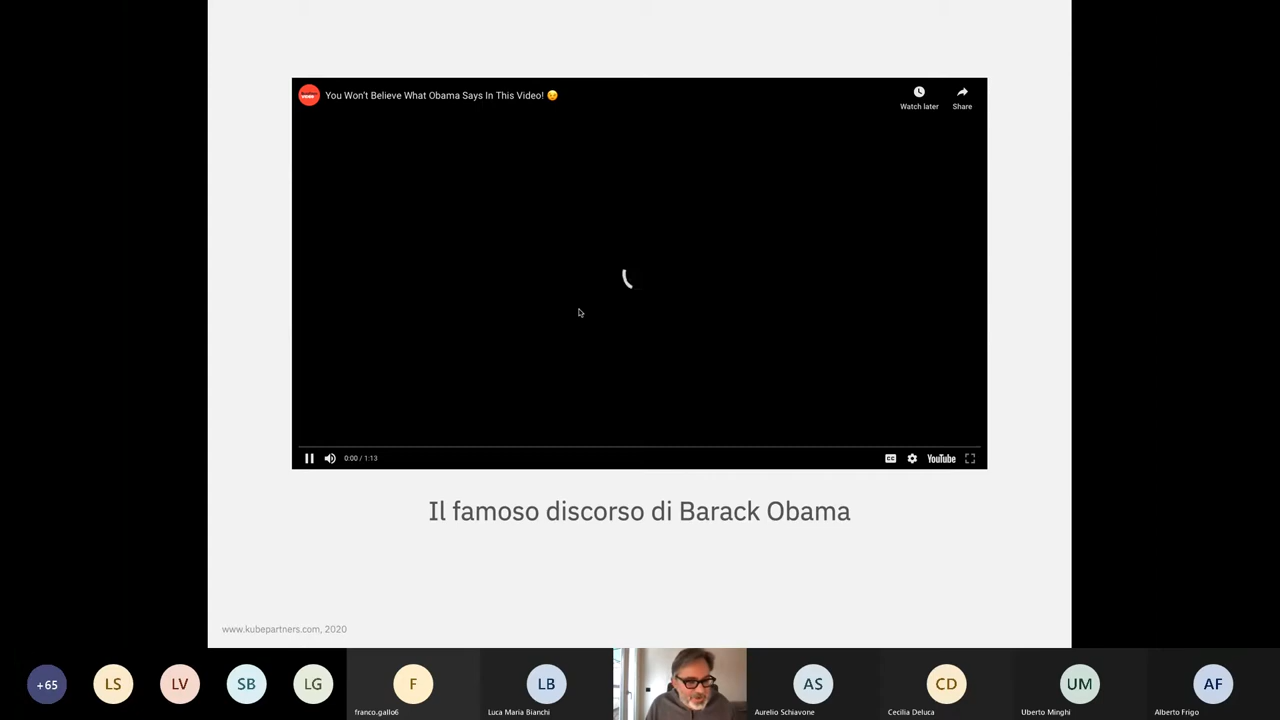 You Won't Believe What Obama Says In This Video! 😉
Watch later
Share
0:00 / 1:13
CC
YouTube
Il famoso discorso di Barack Obama
www.kubepartners.com, 2020
+65
LS
LV
SB
LG
F
franco.gallo6
LB
Luca Maria Bianchi
AS
Aurelio Schiavone
CD
Cecilia Deluca
UM
Uberto Minghi
AF
Alberto Frigo